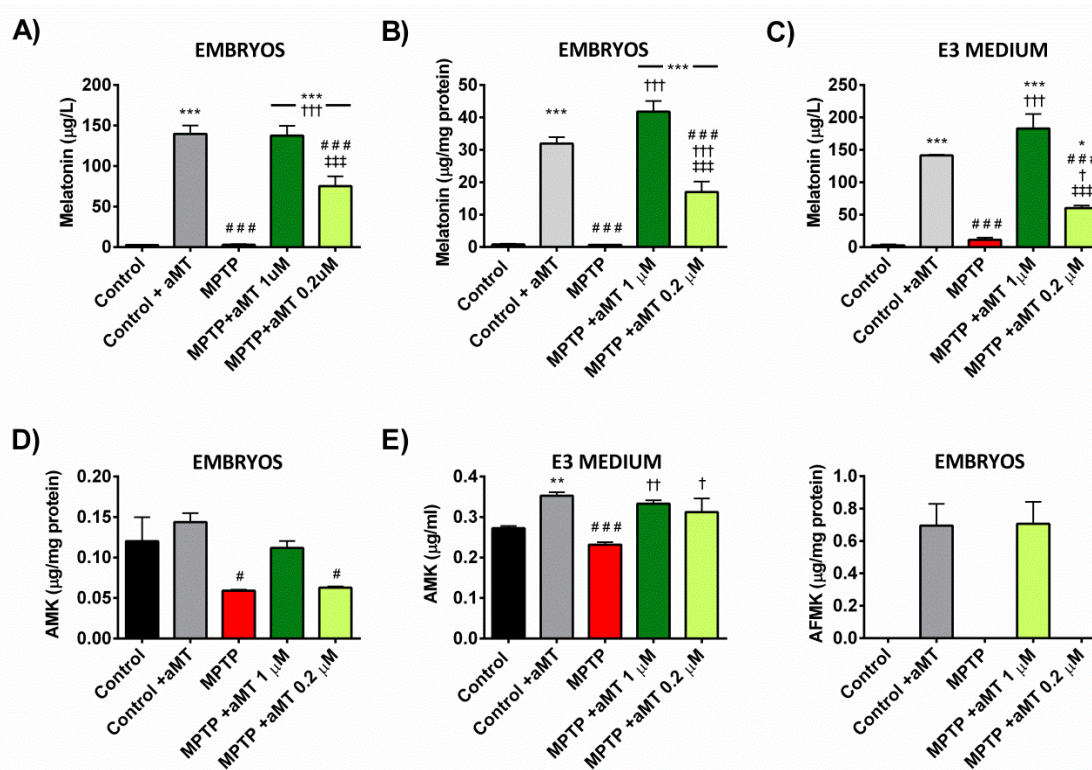 A)
EMBRYOS
Melatonin (µg/L)
200
150
100
50
0
***
###
***
†††
###
‡‡‡
Control
Control + aMT
MPTP
MPTP+aMT 1uM
MPTP+aMT 0.2uM
B)
EMBRYOS
Melatonin (µg/mg protein)
50
40
30
20
10
0
***
###
***
†††
###
†††
‡‡‡
Control
Control + aMT
MPTP
MPTP +aMT 1 µM
MPTP +aMT 0.2 µM
C)
E3 MEDIUM
Melatonin (µg/L)
250
200
150
100
50
0
***
###
***
†††
*
###
†
‡‡‡
Control
Control + aMT
MPTP
MPTP +aMT 1 µM
MPTP +aMT 0.2 µM
D)
EMBRYOS
AMK (µg/mg protein)
0.20
0.15
0.10
0.05
0.00
#
#
Control
Control +aMT
MPTP
MPTP +aMT 1 µM
MPTP +aMT 0.2 µM
E)
E3 MEDIUM
AMK (µg/ml)
0.4
0.3
0.2
0.1
0.0
**
###
††
†
Control
Control +aMT
MPTP
MPTP +aMT 1 µM
MPTP +aMT 0.2 µM
EMBRYOS
AFMK (µg/mg protein)
1.0
0.8
0.6
0.4
0.2
0.0
Control
Control +aMT
MPTP
MPTP +aMT 1 µM
MPTP +aMT 0.2 µM